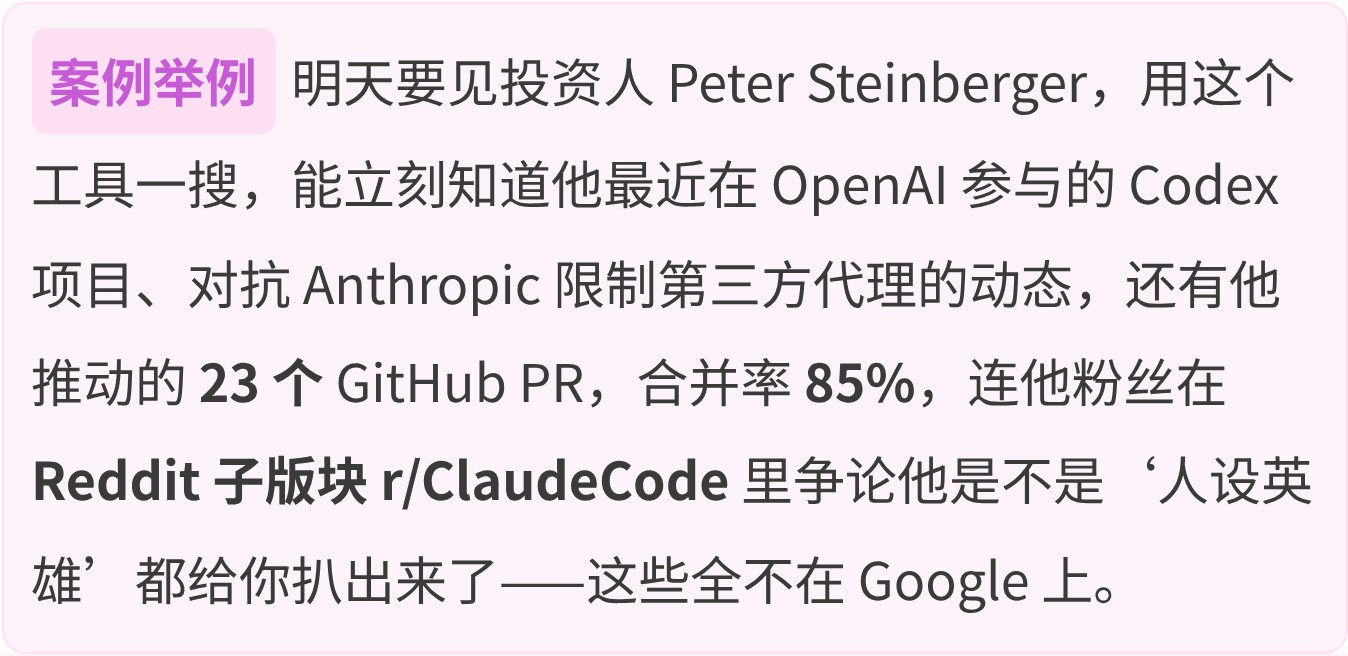 案例举例 明天要见投资人 Peter Steinberger，用这个
工具一搜，能立刻知道他最近在 OpenAI 参与的 Codex
项目、对抗 Anthropic 限制第三方代理的动态，还有他
推动的 23 个 GitHub PR，合并率 85%，连他粉丝在
Reddit 子版块 r/ClaudeCode 里争论他是不是‘人设英
雄’都给你扒出来了——这些全不在 Google 上。